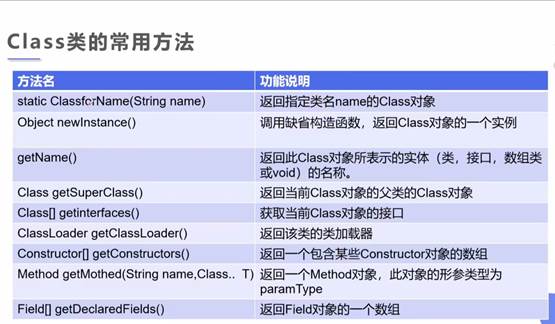 Class类的常用方法
方法名 功能说明
static ClassforName(String name) 返回指定类名name的Class对象
Object newInstance() 调用缺省构造函数，返回Class对象的一个实例
getName() 返回此Class对象所表示的实体（类，接口，数组类
或void）的名称。
Class getSuperClass() 返回当前Class对象的父类的Class对象
Class[] getinterfaces() 获取当前Class对象的接口
ClassLoader getClassLoader() 返回该类的类加载器
Constructor[] getConstructors() 返回一个包含某些Constructor对象的数组
Method getMothed(String name,Class.. T) 返回一个Method对象，此对象的形参类型为
paramType
Field[] getDeclaredFields() 返回Field对象的一个数组